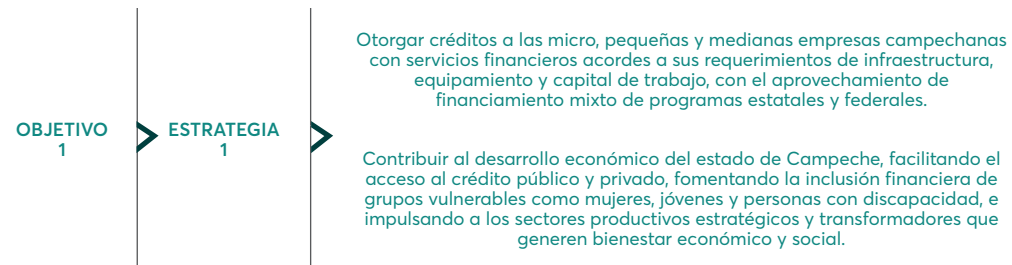 OBJETIVO
1
ESTRATEGIA
1
Otorgar créditos a las micro, pequeñas y medianas empresas campechanas
con servicios financieros acordes a sus requerimientos de infraestructura,
equipamiento y capital de trabajo, con el aprovechamiento de
financiamiento mixto de programas estatales y federales.
Contribuir al desarrollo económico del estado de Campeche, facilitando el
acceso al crédito público y privado, fomentando la inclusión financiera de
grupos vulnerables como mujeres, jóvenes y personas con discapacidad, e
impulsando a los sectores productivos estratégicos y transformadores que
generen bienestar económico y social.